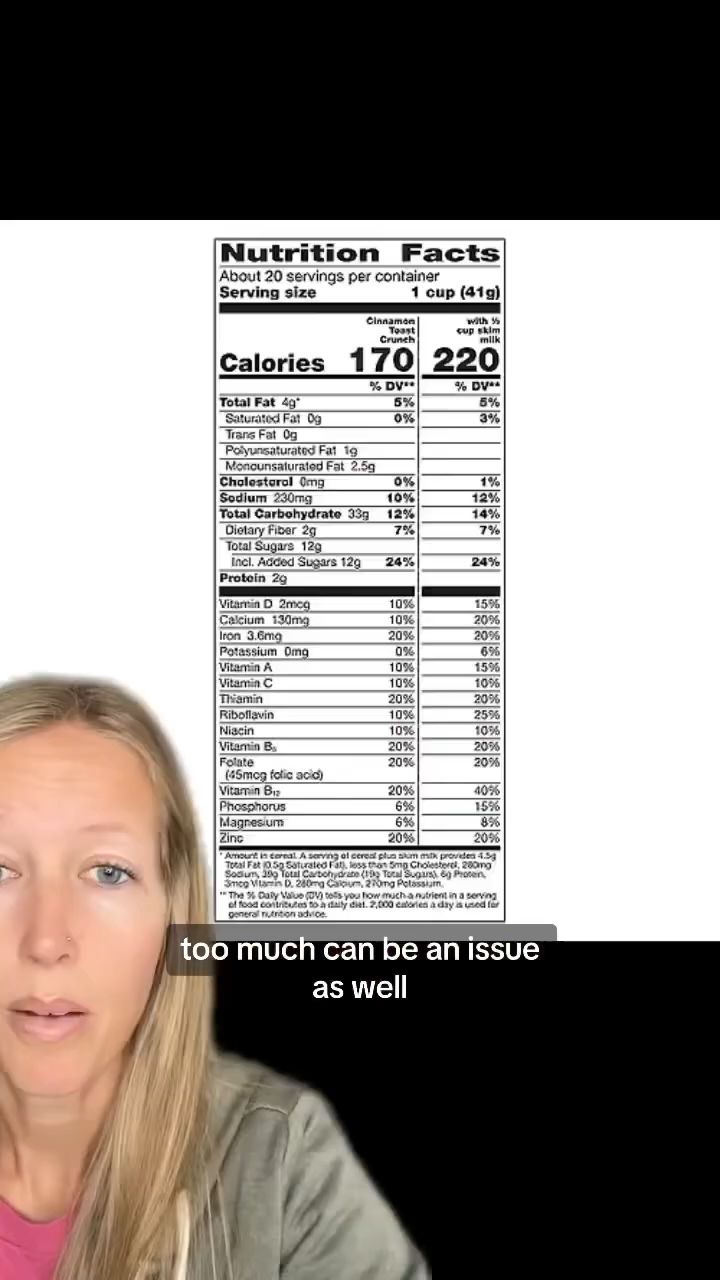 Nutrition Facts
About 20 servings per container
Serving size 1 cup (41g)
Cinnamon Toast Crunch
with ½ cup skim milk
Calories 170 220
% DV** % DV**
Total Fat 4g* 5% 5%
Saturated Fat 0g 0% 3%
Trans Fat 0g
Polyunsaturated Fat 1g
Monounsaturated Fat 2.5g
Cholesterol 0mg 0% 1%
Sodium 230mg 10% 12%
Total Carbohydrate 33g 12% 14%
Dietary Fiber 2g 7% 7%
Total Sugars 12g
Incl. Added Sugars 12g 24% 24%
Protein 2g
Vitamin D 2mcg 10% 15%
Calcium 130mg 10% 20%
Iron 3.6mg 20% 20%
Potassium 0mg 0% 6%
Vitamin A 10% 15%
Vitamin C 10% 10%
Thiamin 20% 20%
Riboflavin 10% 25%
Niacin 10% 10%
Vitamin B₆ 20% 20%
Folate 20% 20%
(45mcg folic acid)
Vitamin B₁₂ 20% 40%
Phosphorus 6% 15%
Magnesium 6% 8%
Zinc 20% 20%
* Amount in cereal. A serving of cereal plus skim milk provides 4.5g
Total Fat (0.5g Saturated Fat), less than 5mg Cholesterol, 280mg
Sodium, 39g Total Carbohydrate (19g Total Sugars), 6g Protein,
3mcg Vitamin D, 280mg Calcium, 270mg Potassium.
** The % Daily Value (DV) tells you how much a nutrient in a serving
of food contributes to a daily diet. 2,000 calories a day is used for
general nutrition advice.
too much can be an issue
as well